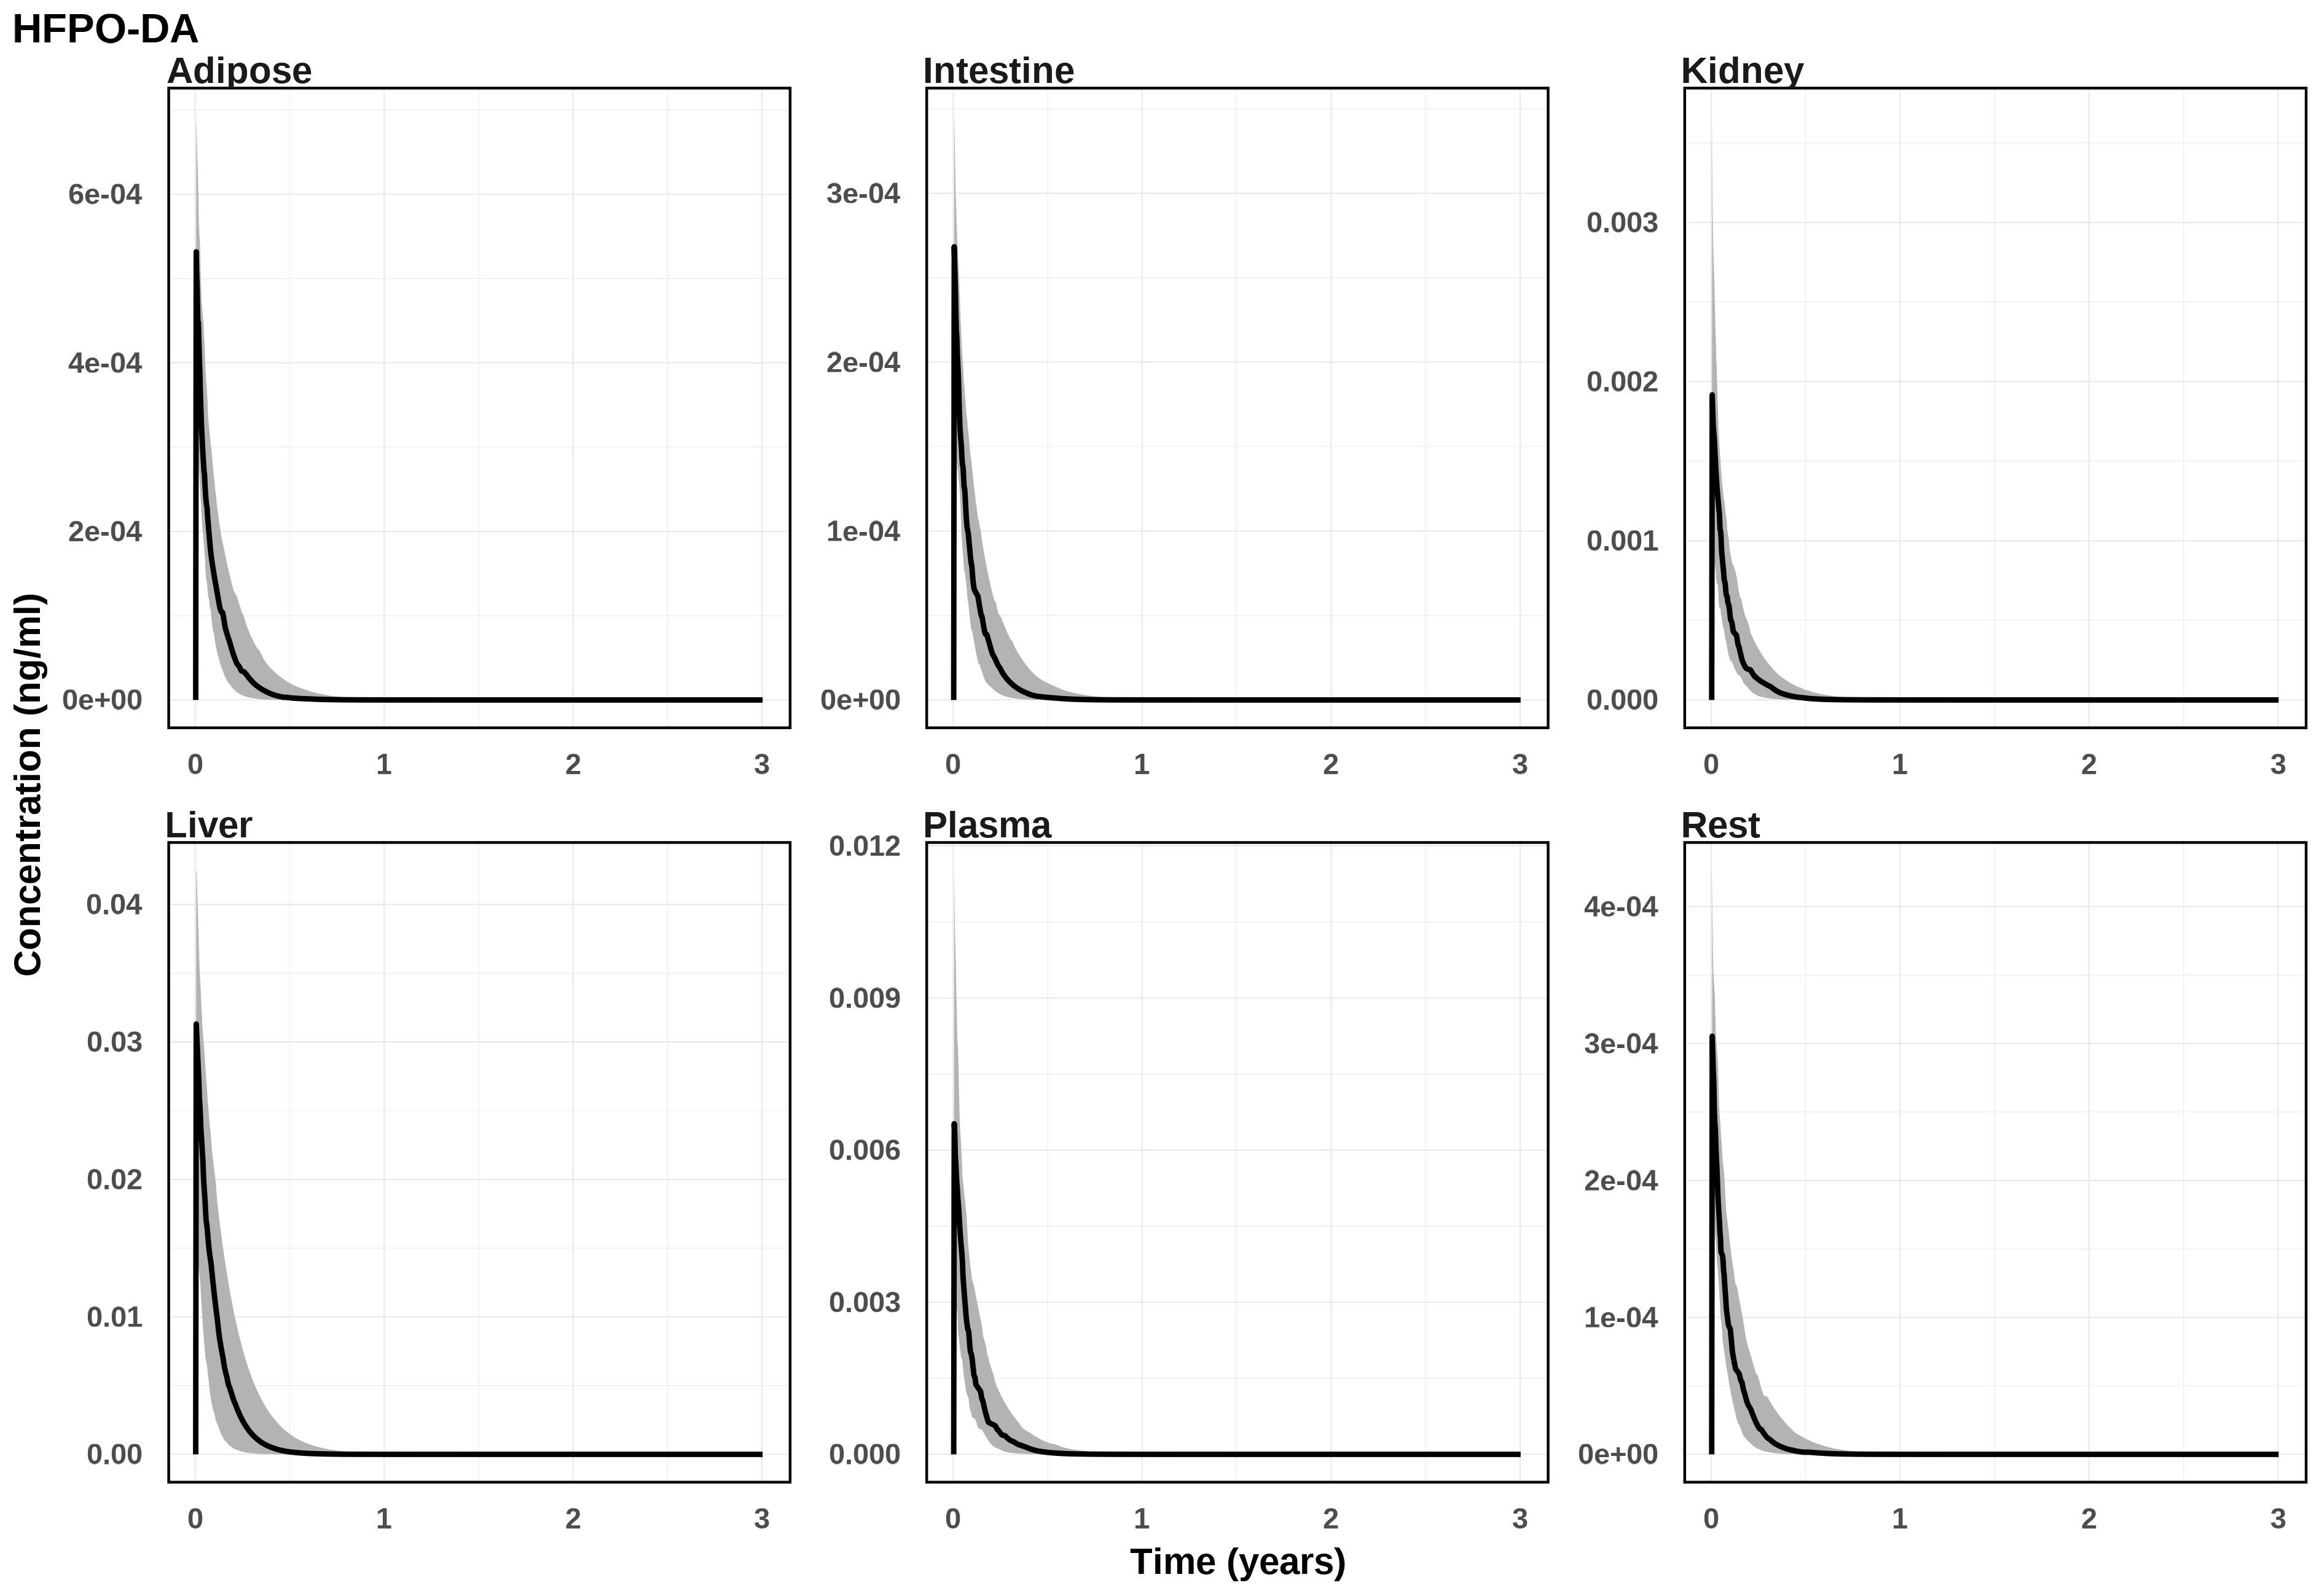 HFPO-DA
Adipose Intestine Kidney
6e-04 3e-04 0.003
4e-04 2e-04 0.002
2e-04 1e-04 0.001
0e+00 0e+00 0.000
0 1 2 3 0 1 2 3 0 1 2 3
Concentration (ng/ml)
Liver Plasma Rest
0.012
0.04 0.009 4e-04
0.03 0.006 3e-04
0.02 0.003 2e-04
0.01 0.000 1e-04
0.00 0e+00
0 1 2 3 0 1 2 3 0 1 2 3
Time (years)